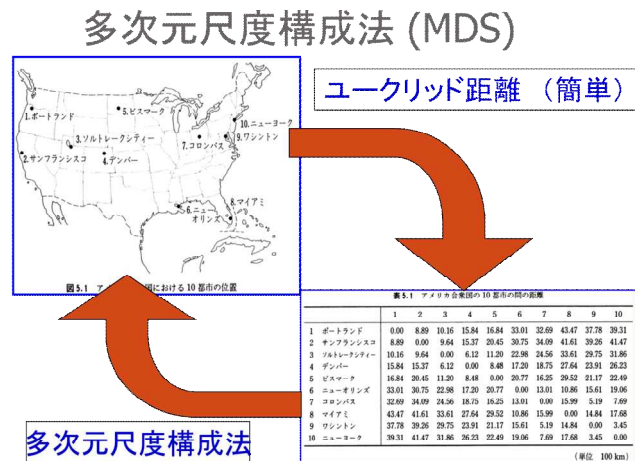 多次元尺度構成法 (MDS)
ユークリッド距離 (簡単)
1.ポートランド
5.ビスマーク
10.ニューヨーク
3.ソルトレークシティー
7.コロンバス
9.ワシントン
2.サンフランシスコ
4.デンバー
8.マイアミ
6.ニュー
オリンズ
図5.1 アメ
国における10都市の位置
表5.1 アメリカ合衆国の10都市の間の距離
1 2 3 4 5 6 7 8 9 10
1 ポートランド 0.00 8.89 10.16 15.84 16.84 33.01 32.69 43.47 37.78 39.31
2 サンフランシスコ 8.89 0.00 9.64 15.37 20.45 30.75 34.09 41.61 39.26 41.47
3 ソルトレークシティー 10.16 9.64 0.00 6.12 11.20 22.98 24.56 33.61 29.75 31.86
4 デンバー 15.84 15.37 6.12 0.00 8.48 17.20 18.75 27.64 23.91 26.23
5 ビスマーク 16.84 20.45 11.20 8.48 0.00 20.77 16.25 29.52 21.17 22.49
6 ニューオリンズ 33.01 30.75 22.98 17.20 20.77 0.00 13.01 10.86 15.61 19.06
7 コロンバス 32.69 34.09 24.56 18.75 16.25 13.01 0.00 15.99 5.19 7.69
8 マイアミ 43.47 41.61 33.61 27.64 29.52 10.86 15.99 0.00 14.84 17.68
9 ワシントン 37.78 39.26 29.75 23.91 21.17 15.61 5.19 14.84 0.00 3.45
10 ニューヨーク 39.31 41.47 31.86 26.23 22.49 19.06 7.69 17.68 3.45 0.00
(単位 100km)
多次元尺度構成法